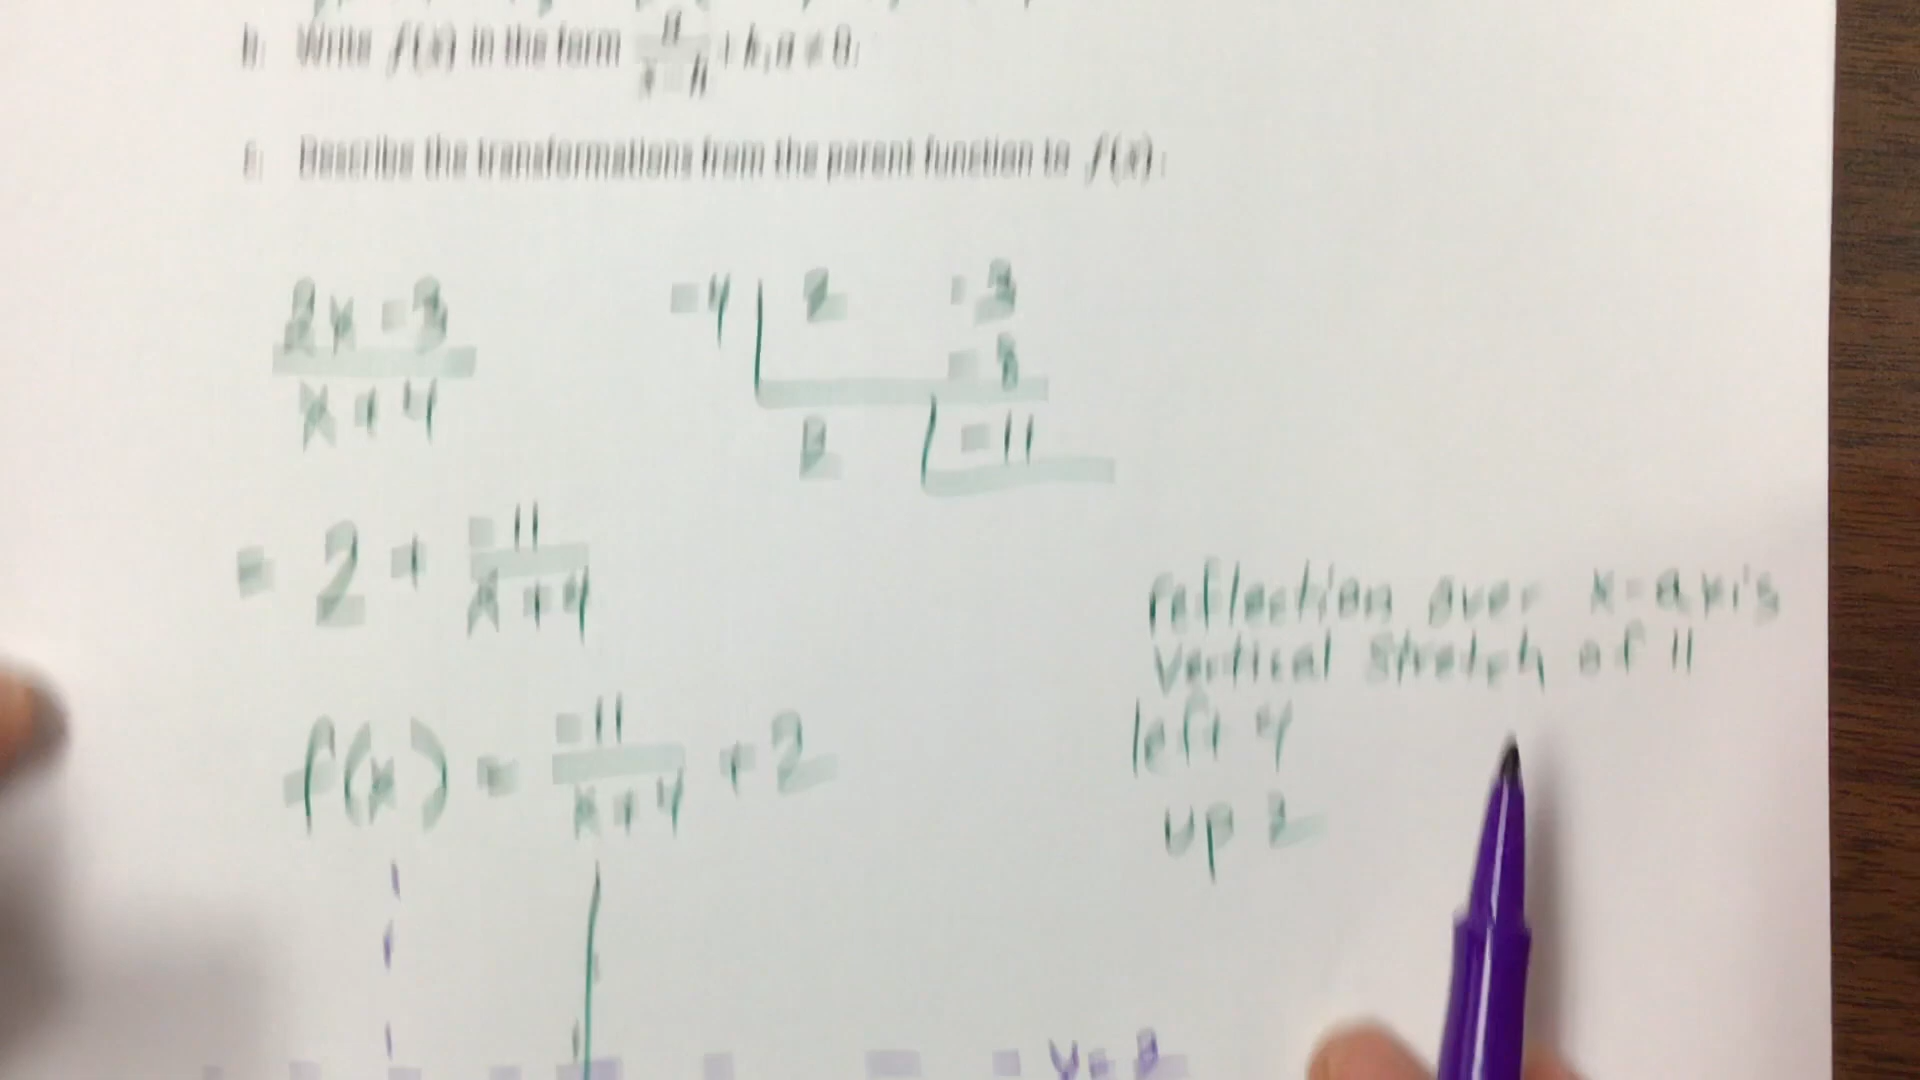 b. Write f(x) in the form a/(x - h) + k, a ≠ 0.
c. Describe the transformations from the parent function to f(x).
(2x - 3)/(x + 4)
-4 | 2 -3
-8
2 | -11
= 2 + -11/(x + 4)
reflection over x-axis
vertical stretch of 11
f(x) = -11/(x + 4) + 2
left 4
up 2
y = 2